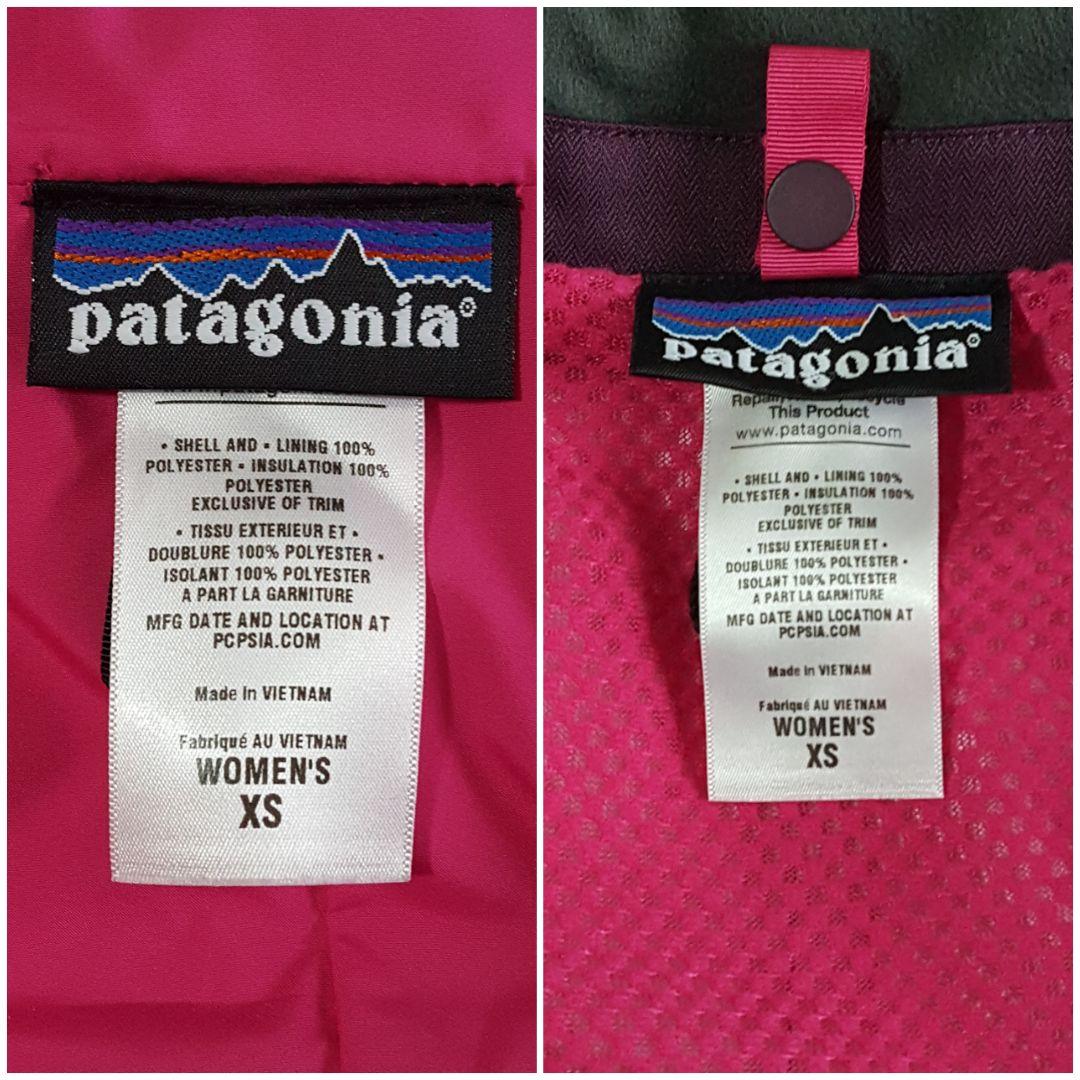 patagonia®
• SHELL AND • LINING 100%
POLYESTER • INSULATION 100%
POLYESTER
EXCLUSIVE OF TRIM
• TISSU EXTERIEUR ET •
DOUBLURE 100% POLYESTER •
ISOLANT 100% POLYESTER
A PART LA GARNITURE
MFG DATE AND LOCATION AT
PCPSIA.COM
Made in VIETNAM
Fabriqué AU VIETNAM
WOMEN'S
XS
patagonia®
This Product
www.patagonia.com
• SHELL AND • LINING 100%
POLYESTER • INSULATION 100%
POLYESTER
EXCLUSIVE OF TRIM
• TISSU EXTERIEUR ET •
DOUBLURE 100% POLYESTER •
ISOLANT 100% POLYESTER
A PART LA GARNITURE
MFG DATE AND LOCATION AT
PCPSIA.COM
Made in VIETNAM
Fabriqué AU VIETNAM
WOMEN'S
XS